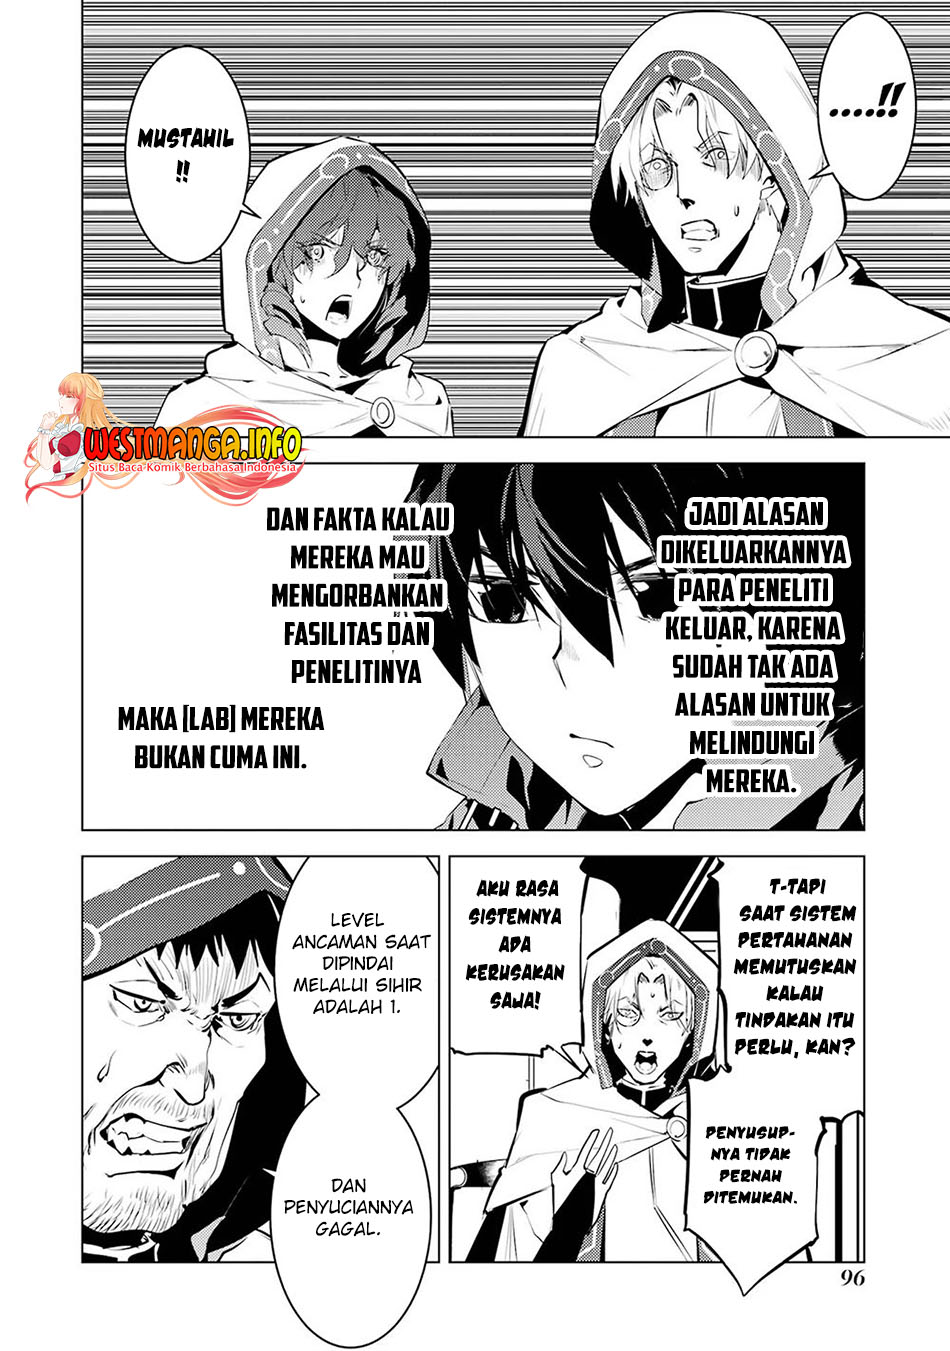 .....!!
MUSTAHIL
!!
WESTMANGA.INFO
Situs Baca Komik Berbahasa Indonesia
JADI ALASAN
DIKELUARKANNYA
PARA PENELITI
KELUAR, KARENA
SUDAH TAK ADA
ALASAN UNTUK
MELINDUNGI
MEREKA.
DAN FAKTA KALAU
MEREKA MAU
MENGORBANKAN
FASILITAS DAN
PENELITINYA
MAKA [LAB] MEREKA
BUKAN CUMA INI.
T-TAPI
SAAT SISTEM
PERTAHANAN
MEMUTUSKAN
KALAU
TINDAKAN ITU
PERLU, KAN?
PENYUSUP-
NYA TIDAK
PERNAH
DITEMUKAN.
AKU RASA
SISTEMNYA
ADA
KERUSAKAN
SAJA!
LEVEL
ANCAMAN SAAT
DIPINDAI
MELALUI SIHIR
ADALAH 1.
DAN
PENYUCIANNYA
GAGAL.
96